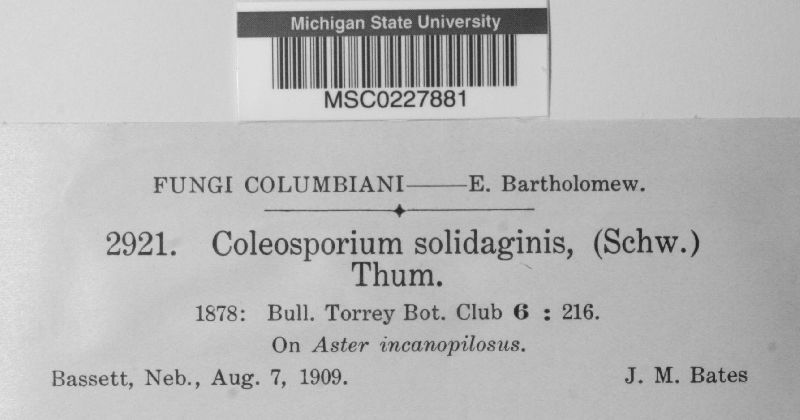 Michigan State University
MSC0227881
FUNGI COLUMBIANI——E. Bartholomew.
2921. Coleosporium solidaginis, (Schw.)
Thum.
1878: Bull. Torrey Bot. Club 6 : 216.
On Aster incanopilosus.
Bassett, Neb., Aug. 7, 1909. J. M. Bates